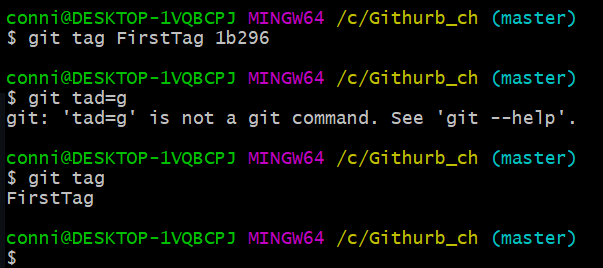 conni@DESKTOP-1VQBCPJ MINGW64 /c/Githurb_ch (master)
$ git tag FirstTag 1b296
conni@DESKTOP-1VQBCPJ MINGW64 /c/Githurb_ch (master)
$ git tad=g
git: 'tad=g' is not a git command. See 'git --help'.
conni@DESKTOP-1VQBCPJ MINGW64 /c/Githurb_ch (master)
$ git tag
FirstTag
conni@DESKTOP-1VQBCPJ MINGW64 /c/Githurb_ch (master)
$